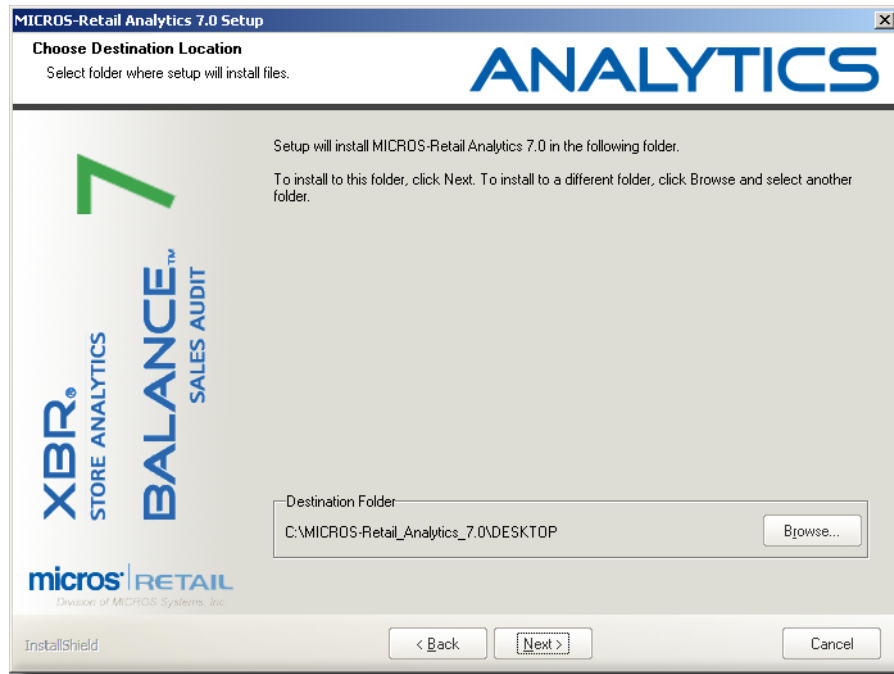 MICROS-Retail Analytics 7.0 Setup
Choose Destination Location
Select folder where setup will install files.
ANALYTICS
Setup will install MICROS-Retail Analytics 7.0 in the following folder.
To install to this folder, click Next. To install to a different folder, click Browse and select another
folder.
7
XBR®
STORE ANALYTICS
BALANCE™
SALES AUDIT
Destination Folder
C:\MICROS-Retail_Analytics_7.0\DESKTOP
Browse...
micros® RETAIL
Division of MICROS Systems, Inc.
InstallShield
< Back
Next >
Cancel